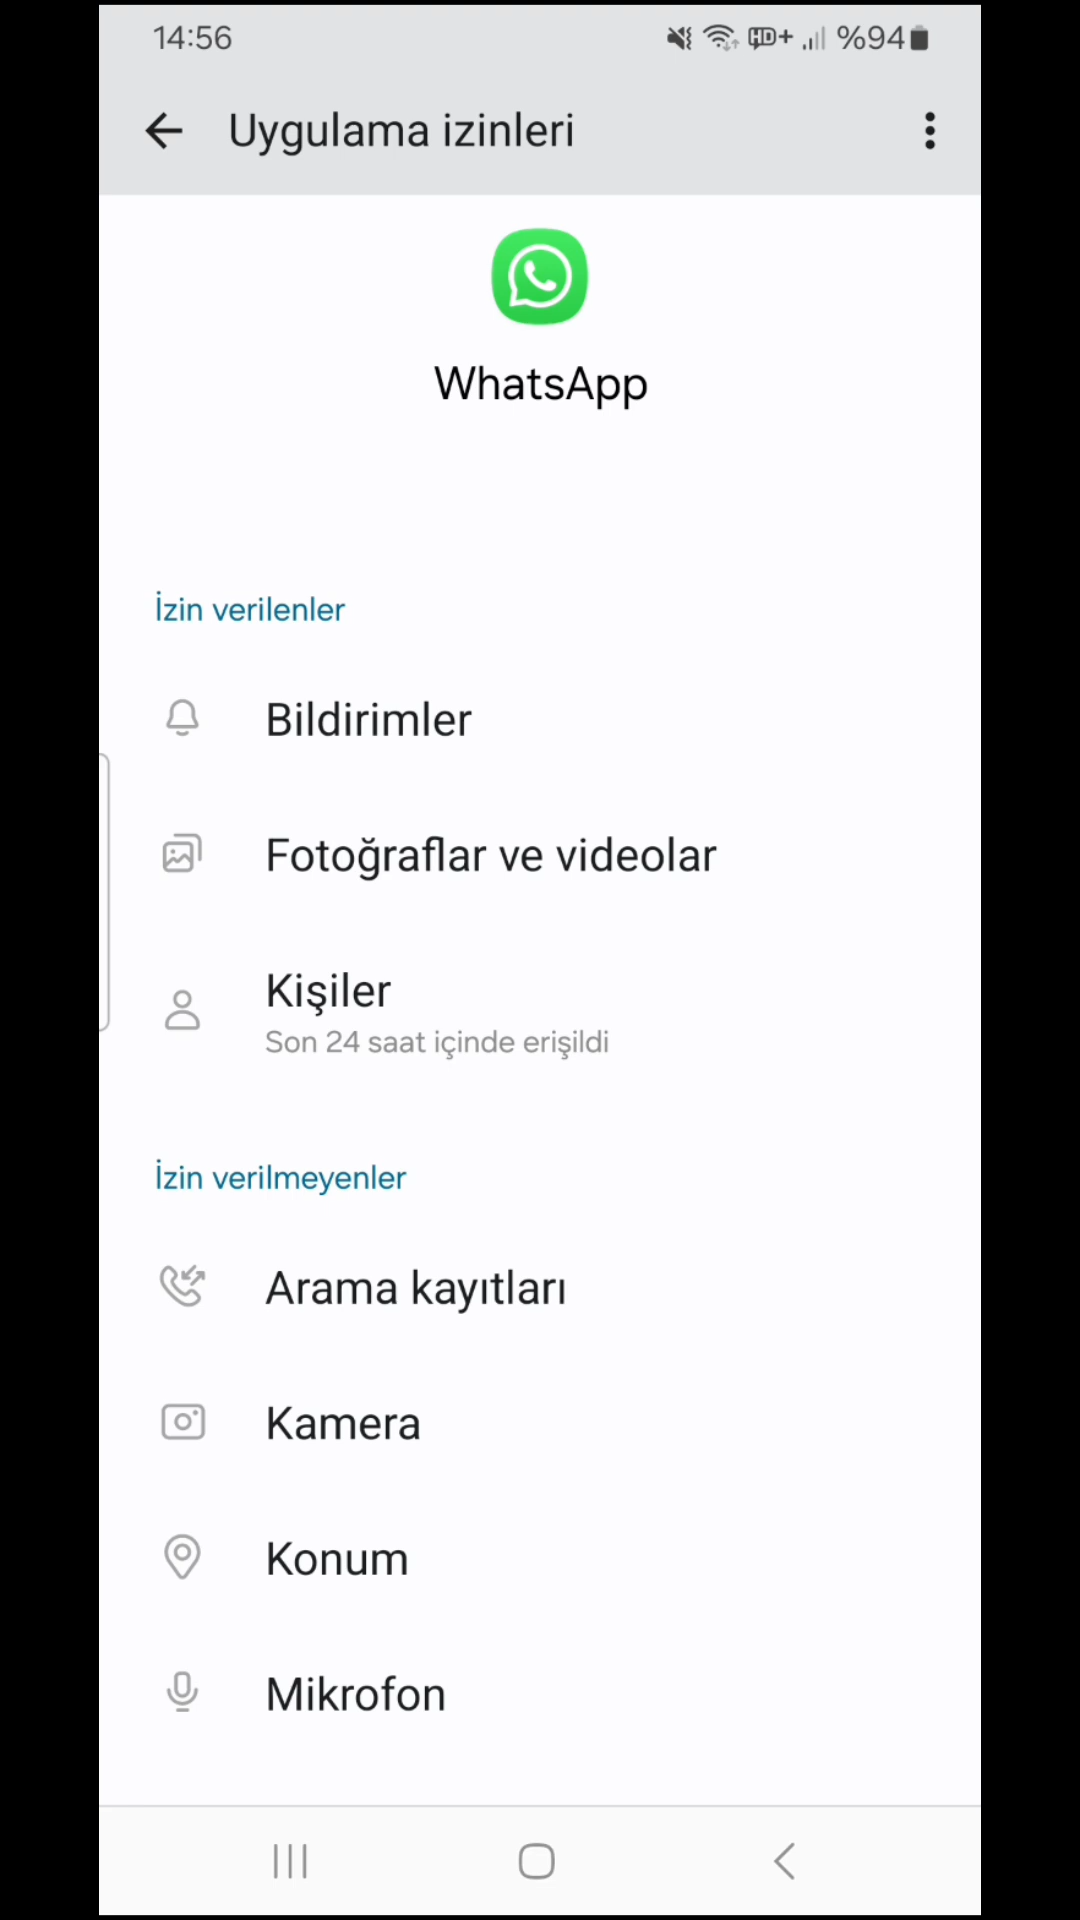 14:56
HD+ %94
Uygulama izinleri
WhatsApp
İzin verilenler
Bildirimler
Fotoğraflar ve videolar
Kişiler
Son 24 saat içinde erişildi
İzin verilmeyenler
Arama kayıtları
Kamera
Konum
Mikrofon